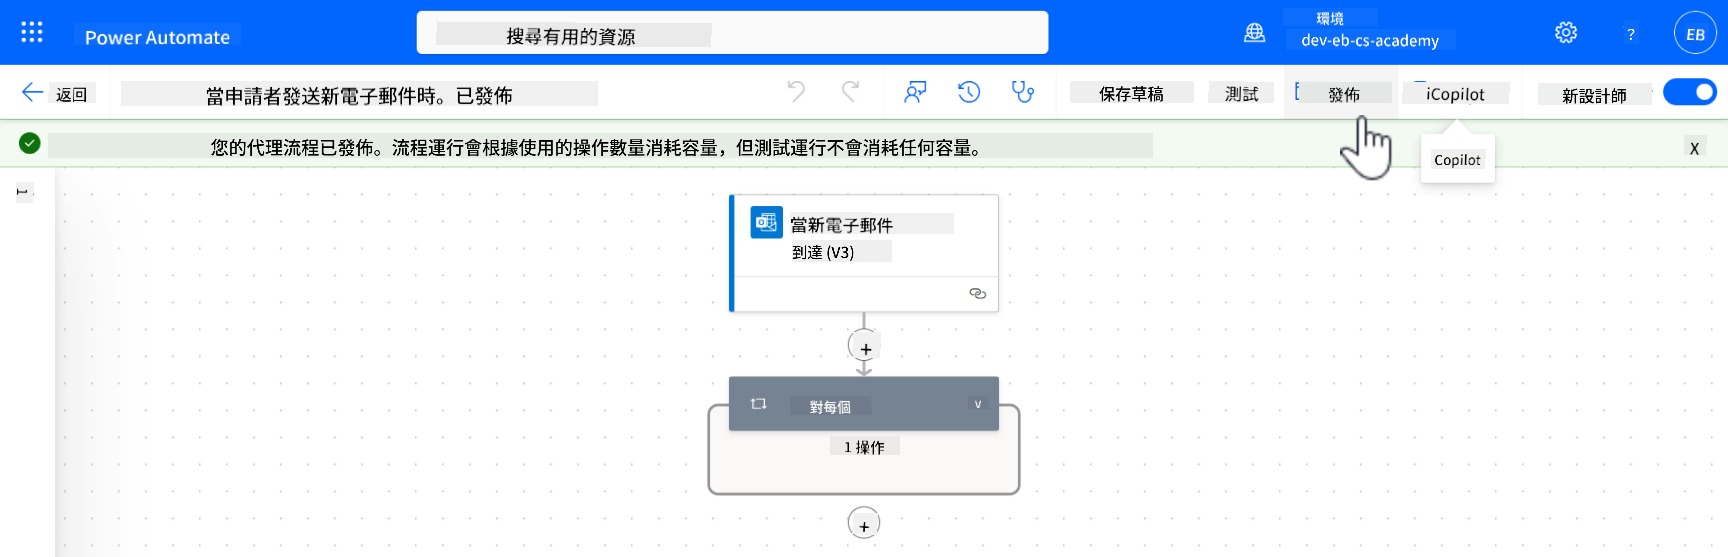 Power Automate
搜尋有用的資源
環境
dev-eb-cs-academy
?
EB
返回
當申請者發送新電子郵件時。已發佈
保存草稿
測試
發佈
iCopilot
新設計師
您的代理流程已發佈。流程運行會根據使用的操作數量消耗容量，但測試運行不會消耗任何容量。
X
Copilot
當新電子郵件
到達 (V3)
+
對每個
v
1 操作
+